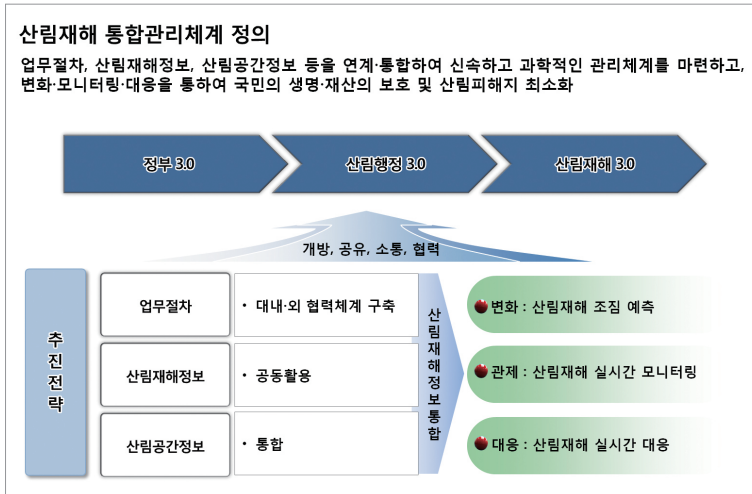 산림재해 통합관리체계 정의
업무절차, 산림재해정보, 산림공간정보 등을 연계·통합하여 신속하고 과학적인 관리체계를 마련하고,
변화·모니터링·대응을 통하여 국민의 생명·재산의 보호 및 산림피해지 최소화
정부 3.0
산림행정 3.0
산림재해 3.0
개방, 공유, 소통, 협력
추진전략
업무절차
• 대내·외 협력체계 구축
산림재해정보
• 공동활용
산림공간정보
• 통합
산림재해정보통합
변화 : 산림재해 조짐 예측
관제 : 산림재해 실시간 모니터링
대응 : 산림재해 실시간 대응